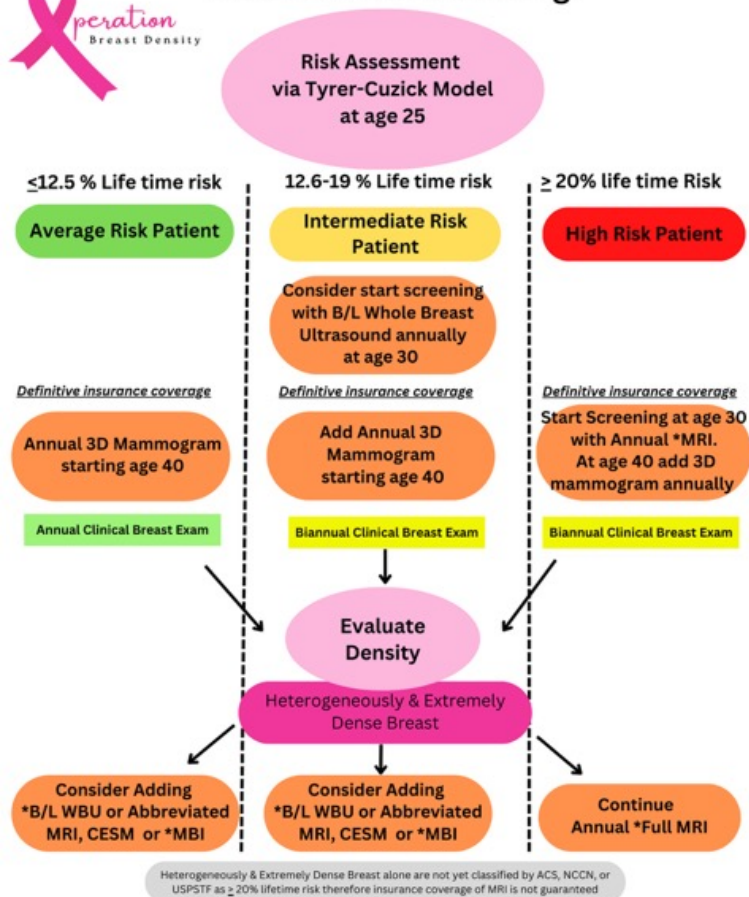 peration
Breast Density
Risk Assessment
via Tyrer-Cuzick Model
at age 25
<12.5 % Life time risk
12.6-19 % Life time risk
> 20% life time Risk
Average Risk Patient
Intermediate Risk
Patient
High Risk Patient
Consider start screening
with B/L Whole Breast
Ultrasound annually
at age 30
Definitive insurance coverage
Definitive insurance coverage
Definitive insurance coverage
Annual 3D Mammogram
starting age 40
Add Annual 3D
Mammogram
starting age 40
Start Screening at age 30
with Annual *MRI.
At age 40 add 3D
mammogram annually
Annual Clinical Breast Exam
Biannual Clinical Breast Exam
Biannual Clinical Breast Exam
Evaluate
Density
Heterogeneously & Extremely
Dense Breast
Consider Adding
*B/L WBU or Abbreviated
MRI, CESM or *MBI
Consider Adding
*B/L WBU or Abbreviated
MRI, CESM or *MBI
Continue
Annual *Full MRI
Heterogeneously & Extremely Dense Breast alone are not yet classified by ACS, NCCN, or
USPSTF as > 20% lifetime risk therefore insurance coverage of MRI is not guaranteed